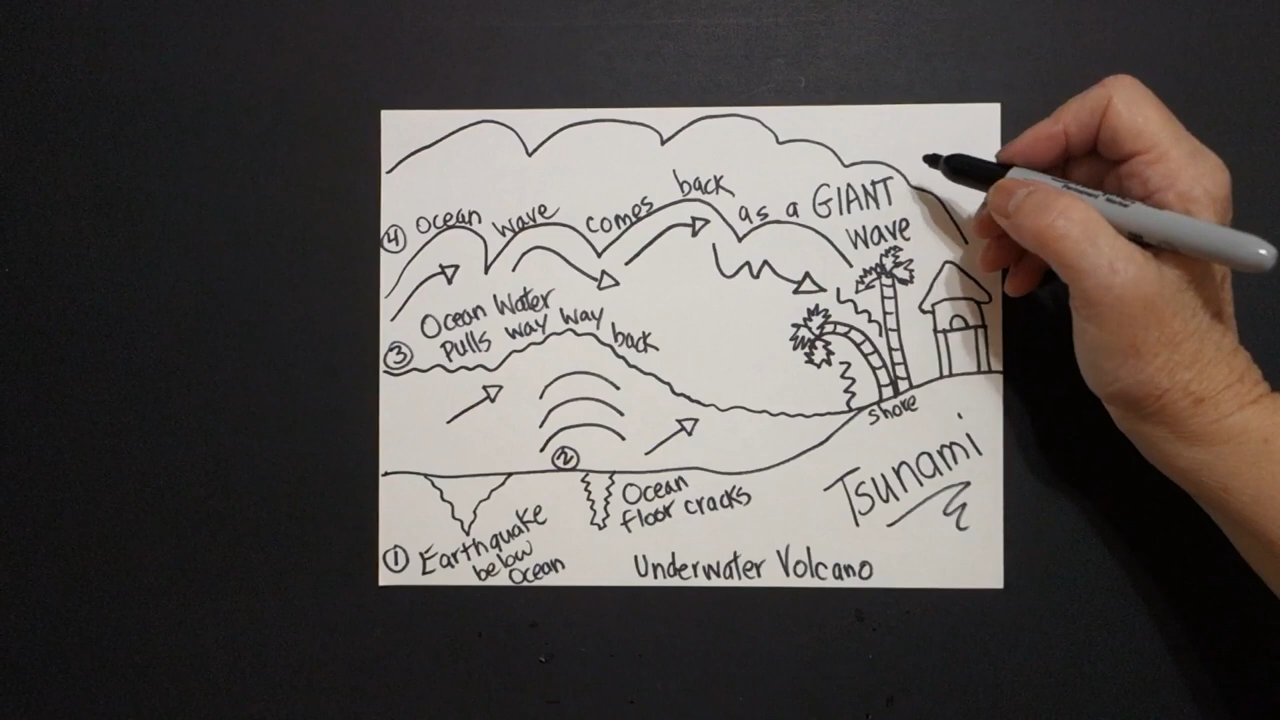 ④ Ocean wave comes back as a GIANT
wave
③ Ocean Water
pulls way way back
②
shore
Tsunami
Ocean
floor cracks
① Earthquake
below
Ocean
Underwater Volcano